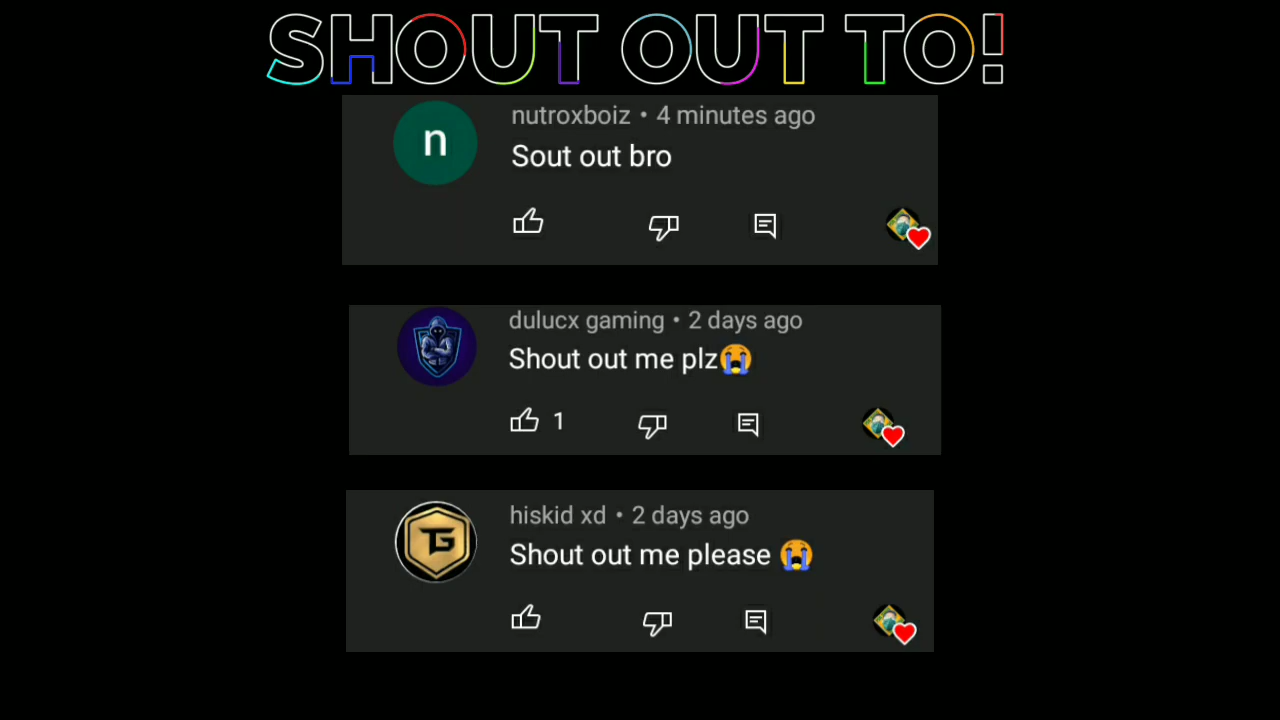 SHOUT OUT TO!
n
nutroxboiz • 4 minutes ago
Sout out bro
dulucx gaming • 2 days ago
Shout out me plz😭
1
TG
hiskid xd • 2 days ago
Shout out me please 😭